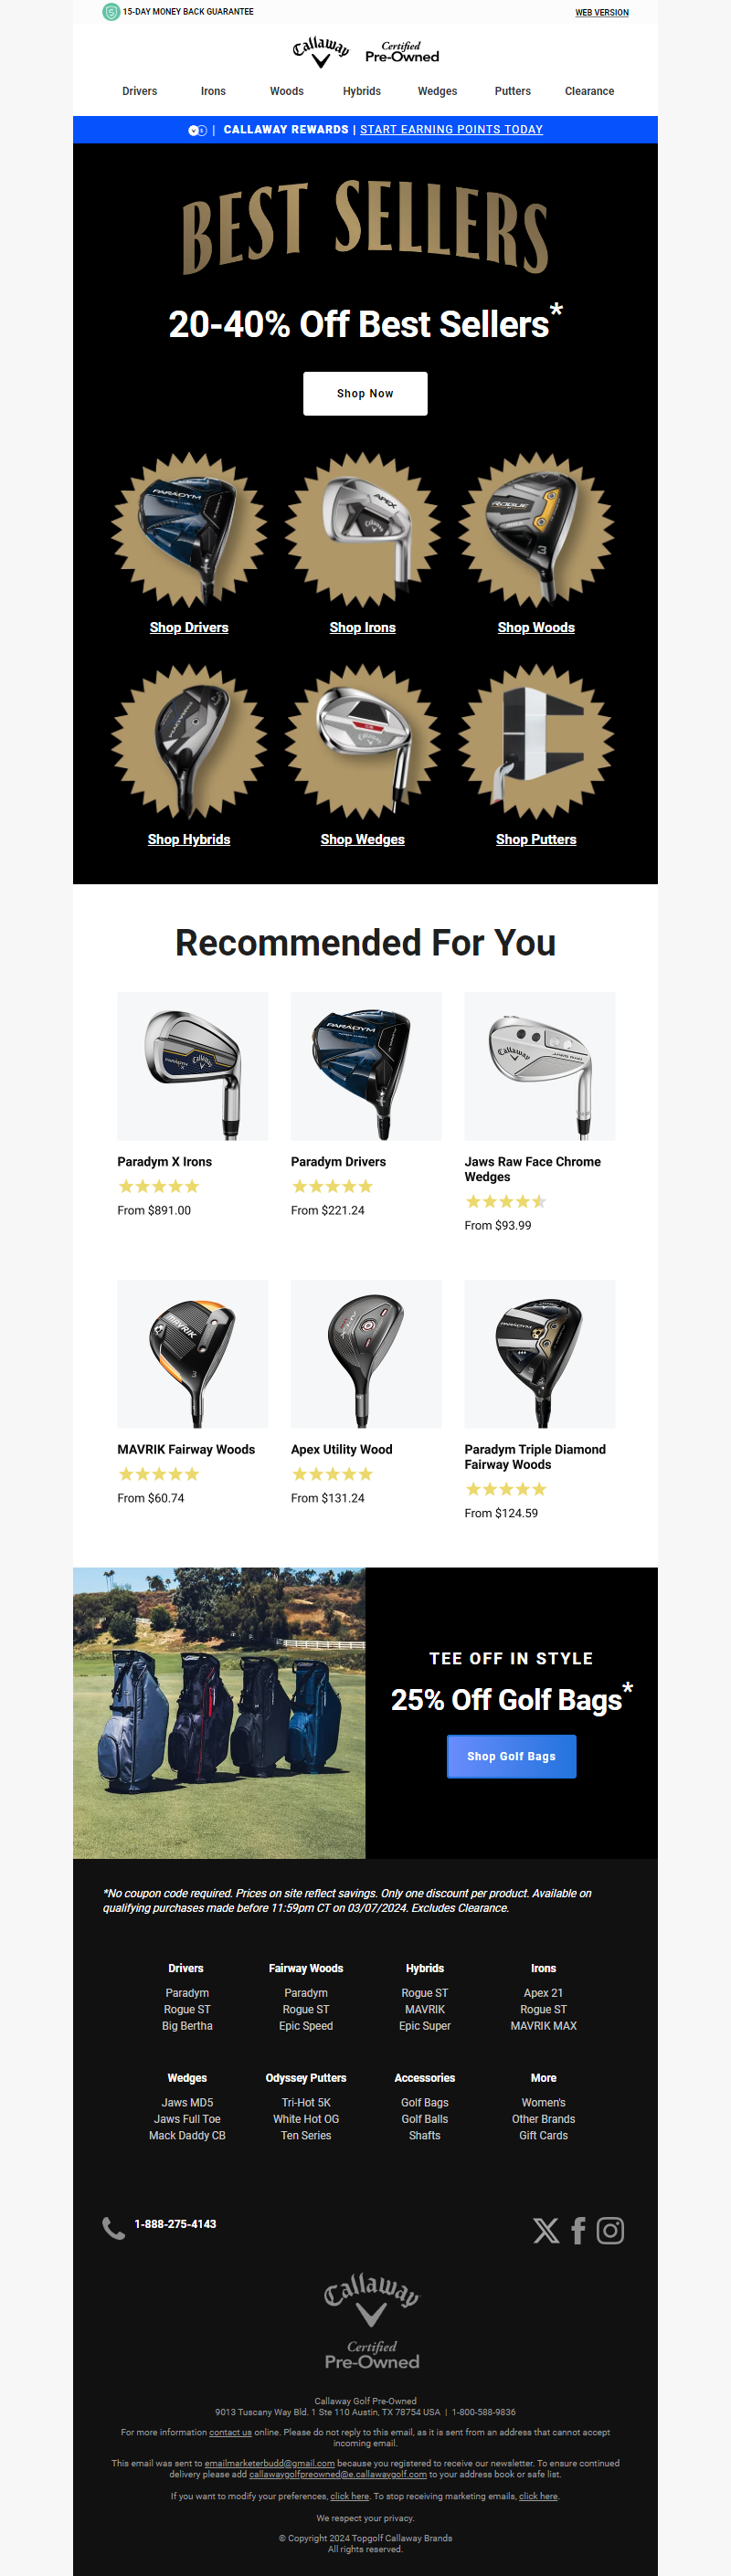 15-DAY MONEY BACK GUARANTEE
WEB VERSION
Callaway
Certified
Pre-Owned
Drivers Irons Woods Hybrids Wedges Putters Clearance
| CALLAWAY REWARDS | START EARNING POINTS TODAY
BEST SELLERS
20-40% Off Best Sellers*
Shop Now
PARADYM
APEX
Callaway
ROGUE
3
Shop Drivers
Shop Irons
Shop Woods
Callaway
Shop Hybrids
Shop Wedges
Shop Putters
Recommended For You
Callaway
PARADYM
Callaway
Paradym X Irons
From $891.00
Paradym Drivers
From $221.24
Jaws Raw Face Chrome
Wedges
From $93.99
MAVRIK
3
PARADYM
MAVRIK Fairway Woods
From $60.74
Apex Utility Wood
From $131.24
Paradym Triple Diamond
Fairway Woods
From $124.59
TEE OFF IN STYLE
25% Off Golf Bags*
Shop Golf Bags
*No coupon code required. Prices on site reflect savings. Only one discount per product. Available on
qualifying purchases made before 11:59pm CT on 03/07/2024. Excludes Clearance.
Drivers Fairway Woods Hybrids Irons
Paradym Paradym Rogue ST Apex 21
Rogue ST Rogue ST MAVRIK Rogue ST
Big Bertha Epic Speed Epic Super MAVRIK MAX
Wedges Odyssey Putters Accessories More
Jaws MD5 Tri-Hot 5K Golf Bags Women's
Jaws Full Toe White Hot OG Golf Balls Other Brands
Mack Daddy CB Ten Series Shafts Gift Cards
1-888-275-4143
Callaway
Certified
Pre-Owned
Callaway Golf Pre-Owned
9013 Tuscany Way Bld. 1 Ste 110 Austin, TX 78754 USA | 1-800-588-9836
For more information contact us online. Please do not reply to this email, as it is sent from an address that cannot accept
incoming email.
This email was sent to emailmarketerbudd@gmail.com because you registered to receive our newsletter. To ensure continued
delivery please add callawaygolfpreowned@e.callawaygolf.com to your address book or safe list.
If you want to modify your preferences, click here. To stop receiving marketing emails, click here.
We respect your privacy.
© Copyright 2024 Topgolf Callaway Brands
All rights reserved.